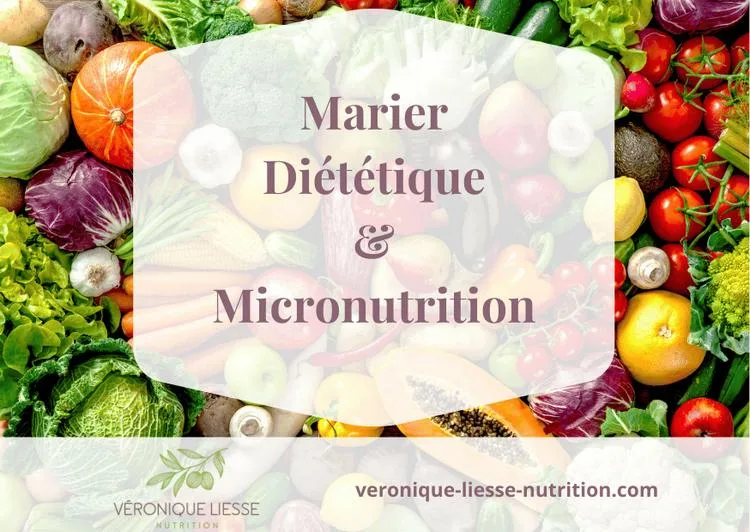 Marier
Diététique
&
Micronutrition
VÉRONIQUE LIESSE
NUTRITION
veronique-liesse-nutrition.com